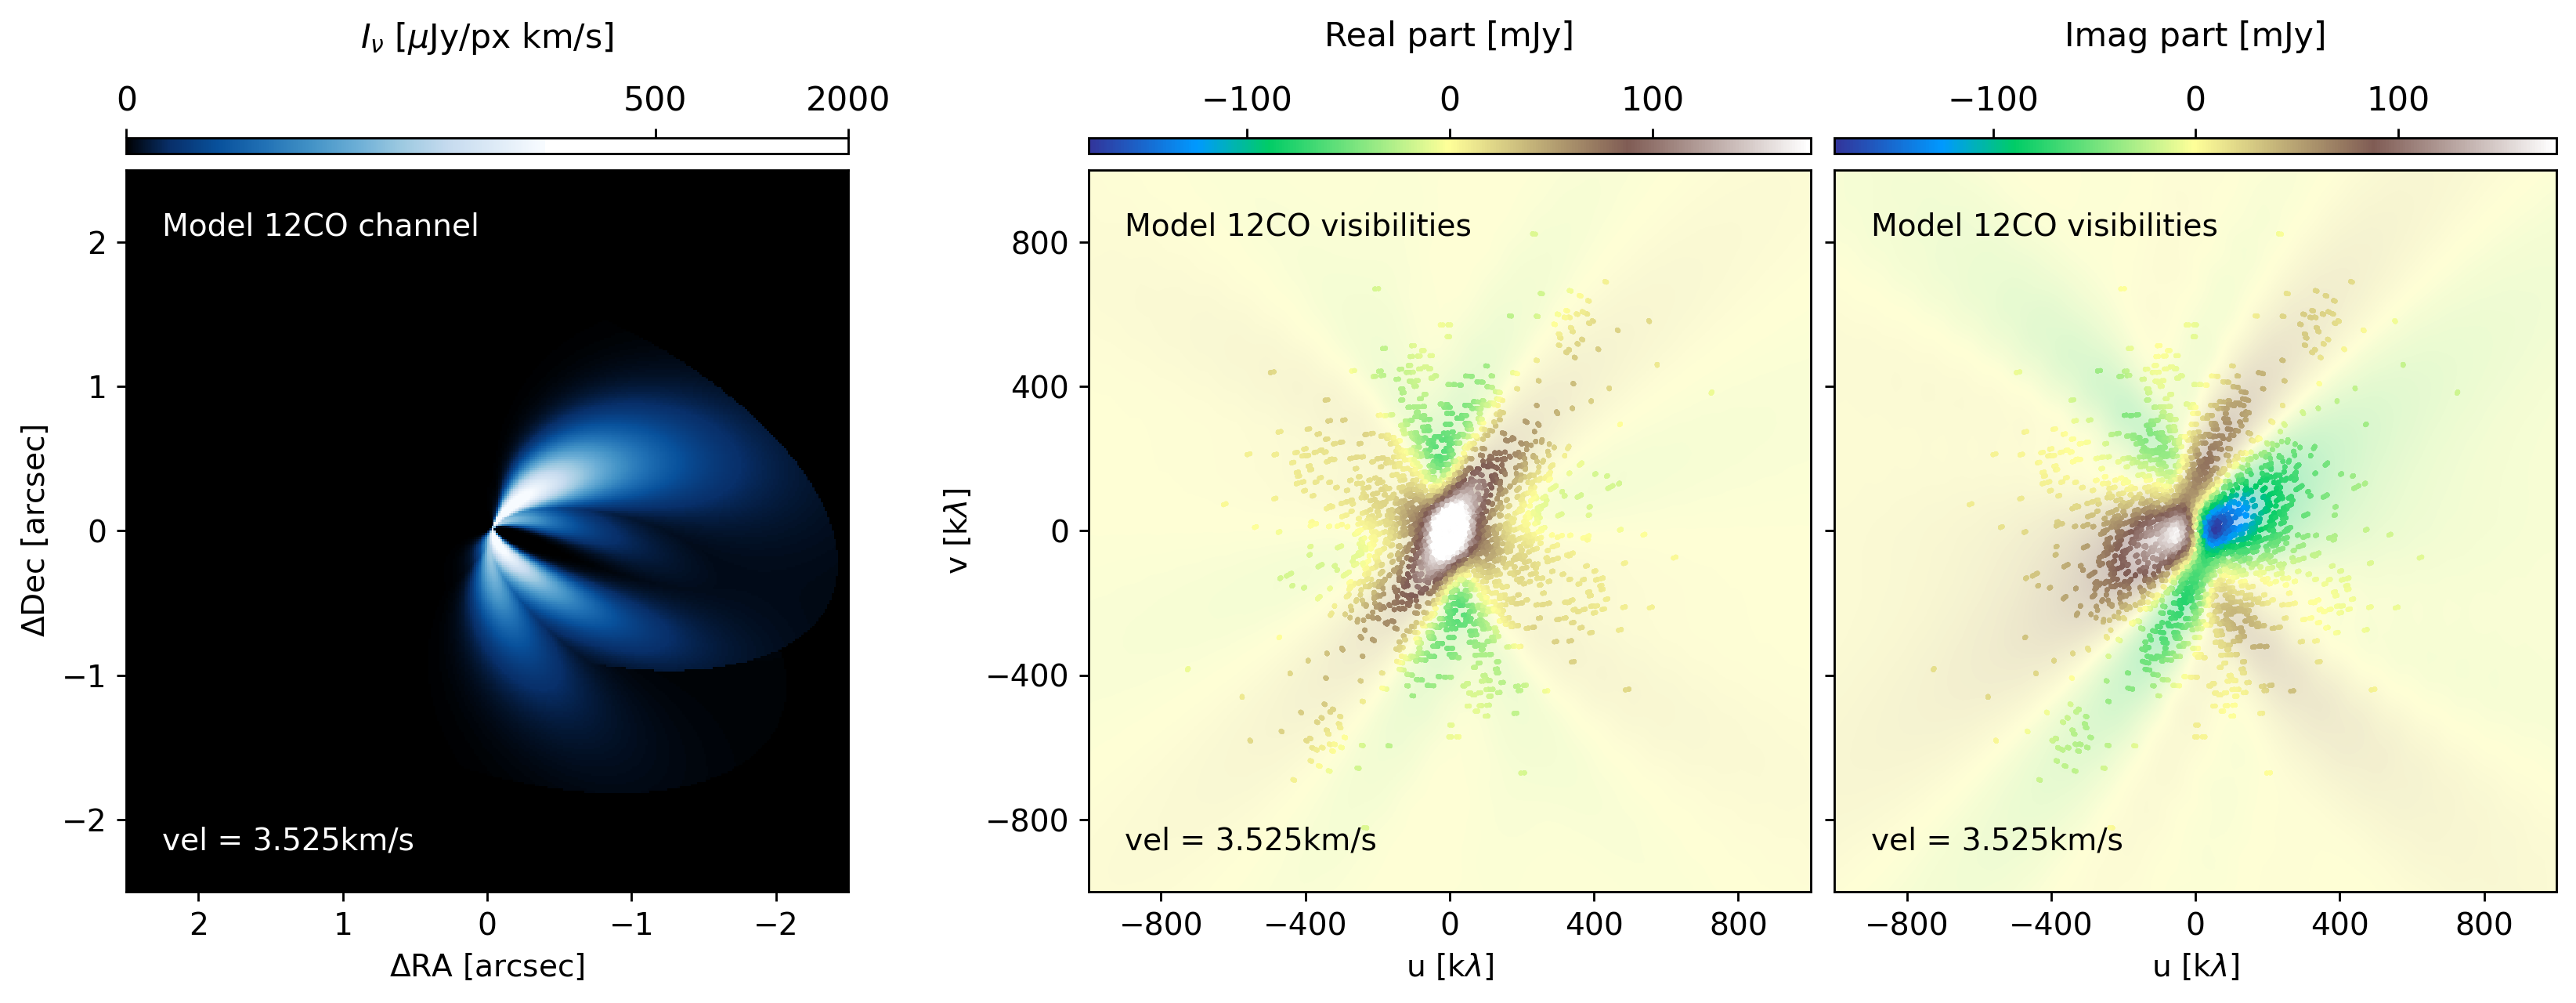 I_ν [μJy/px km/s]
0 500 2000
Model 12CO channel
vel = 3.525km/s
2
1
0
−1
−2
ΔDec [arcsec]
2 1 0 −1 −2
ΔRA [arcsec]
Real part [mJy]
−100 0 100
Model 12CO visibilities
vel = 3.525km/s
800
400
0
−400
−800
v [kλ]
−800 −400 0 400 800
u [kλ]
Imag part [mJy]
−100 0 100
Model 12CO visibilities
vel = 3.525km/s
−800 −400 0 400 800
u [kλ]